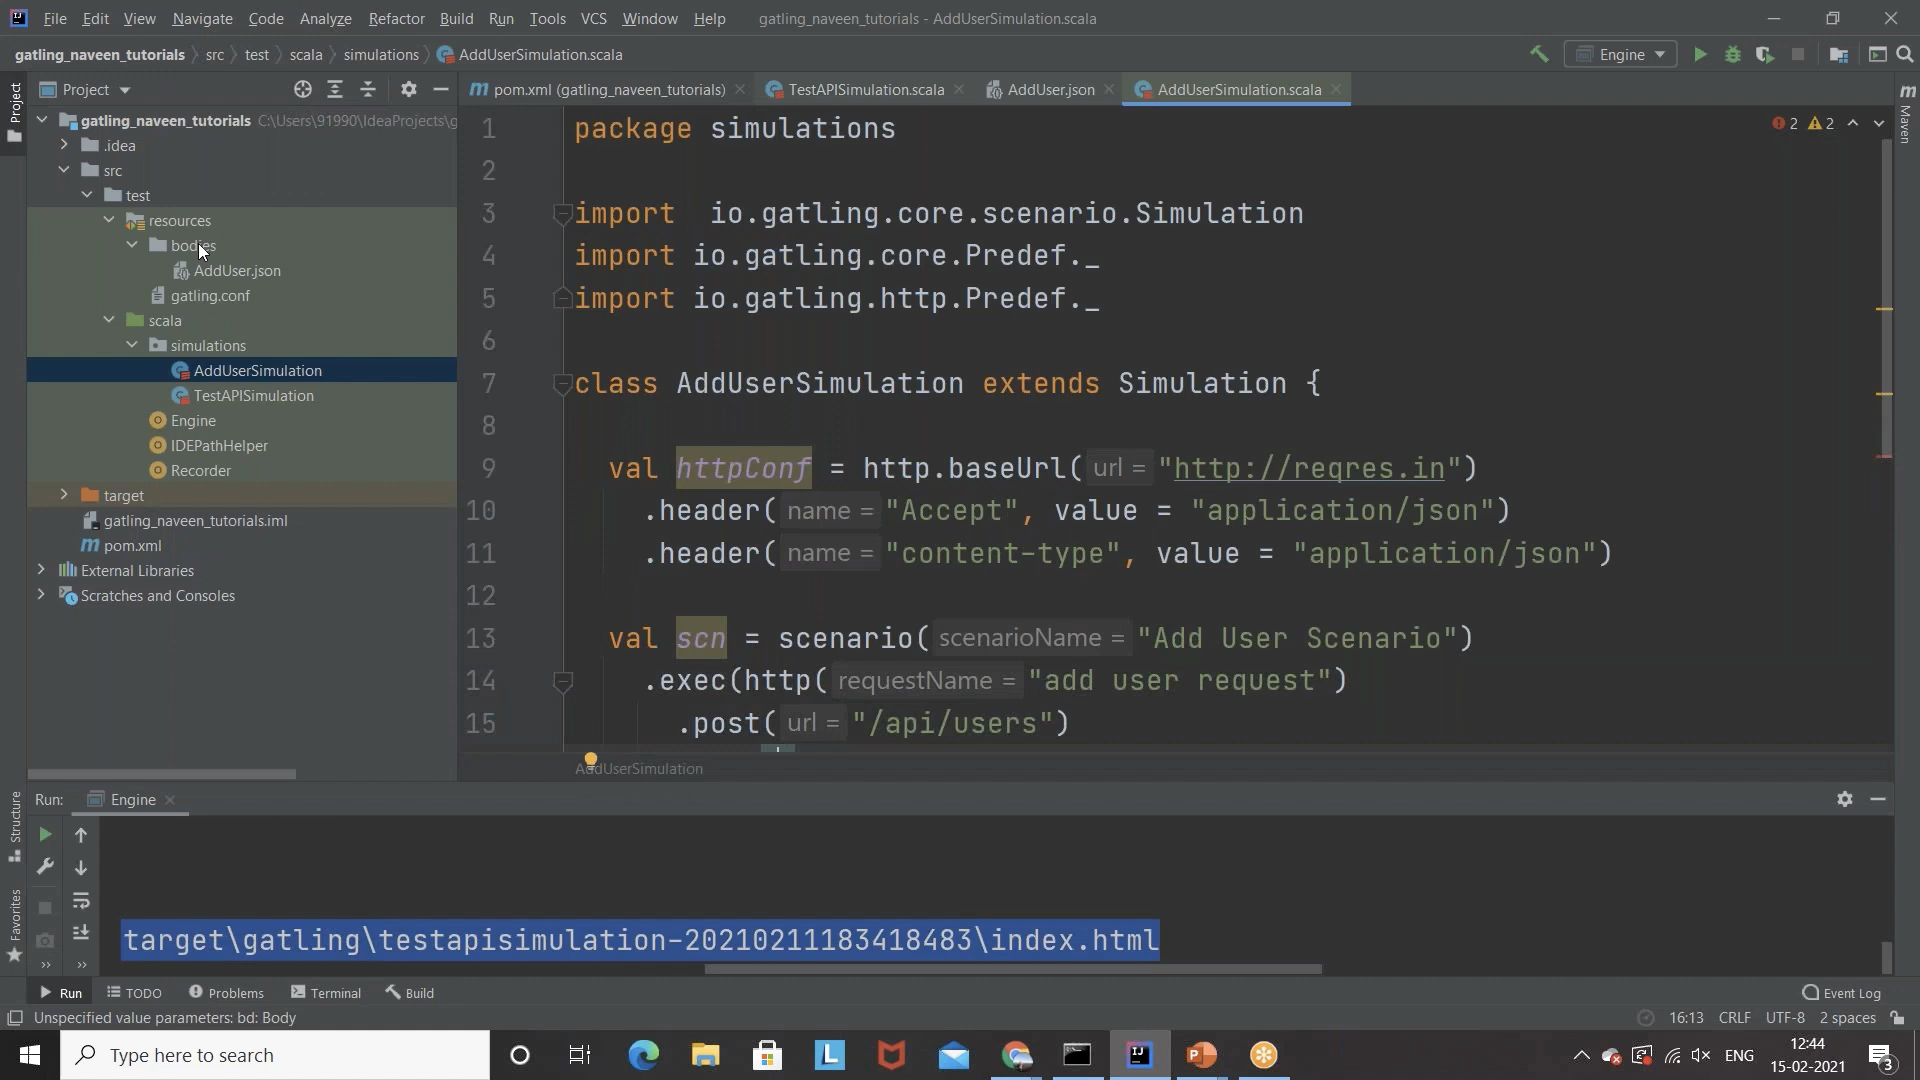 File Edit View Navigate Code Analyze Refactor Build Run Tools VCS Window Help gatling_naveen_tutorials - AddUserSimulation.scala
gatling_naveen_tutorials src test scala simulations AddUserSimulation.scala Engine
Project
Project
pom.xml (gatling_naveen_tutorials) TestAPISimulation.scala AddUser.json AddUserSimulation.scala
Maven
gatling_naveen_tutorials C:\Users\91990\IdeaProjects\g
.idea
src
test
resources
bodies
AddUser.json
gatling.conf
scala
simulations
AddUserSimulation
TestAPISimulation
Engine
IDEPathHelper
Recorder
target
gatling_naveen_tutorials.iml
pom.xml
External Libraries
Scratches and Consoles
2 2
1 package simulations
2
3 import  io.gatling.core.scenario.Simulation
4 import io.gatling.core.Predef._
5 import io.gatling.http.Predef._
6
7 class AddUserSimulation extends Simulation {
8
9 val httpConf = http.baseUrl( url = "http://reqres.in")
10 .header( name = "Accept", value = "application/json")
11 .header( name = "content-type", value = "application/json")
12
13 val scn = scenario( scenarioName = "Add User Scenario")
14 .exec(http( requestName = "add user request")
15 .post( url = "/api/users")
AddUserSimulation
Run: Engine
Structure
Favorites
target\gatling\testapisimulation-20210211183418483\index.html
Run TODO Problems Terminal Build Event Log
Unspecified value parameters: bd: Body 16:13 CRLF UTF-8 2 spaces
Type here to search
ENG
12:44
15-02-2021
3